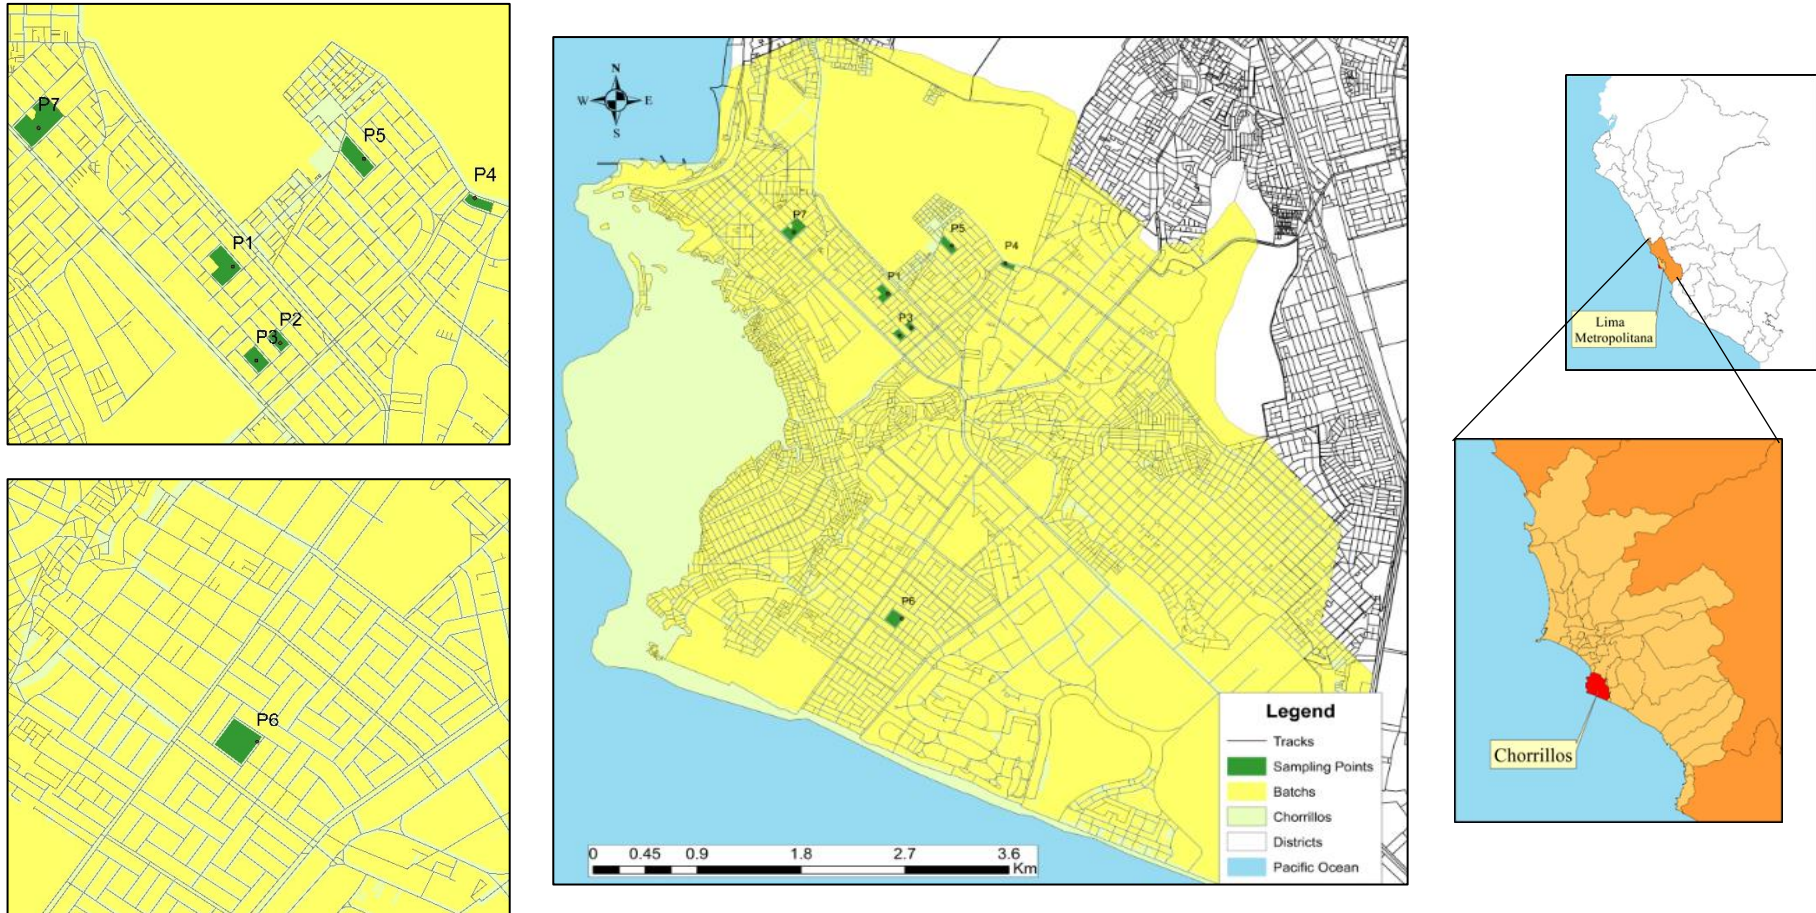 P7
P5
P4
P1
P2
P3
P6
N
W
E
S
P7
P5
P4
P1
P3
P6
Legend
Tracks
Sampling Points
Batchs
Chorrillos
Districts
Pacific Ocean
0 0.45 0.9 1.8 2.7 3.6
Km
Lima
Metropolitana
Chorrillos